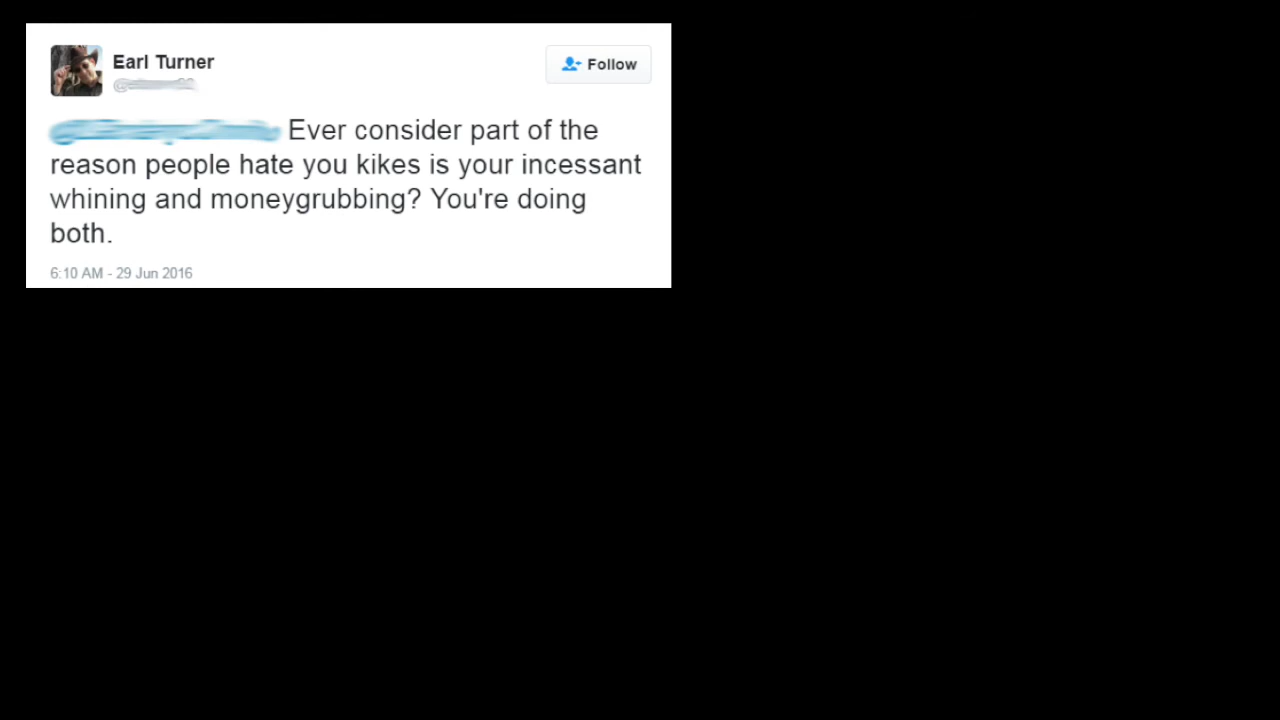 Earl Turner
Follow
Ever consider part of the
reason people hate you kikes is your incessant
whining and moneygrubbing? You're doing
both.
6:10 AM - 29 Jun 2016